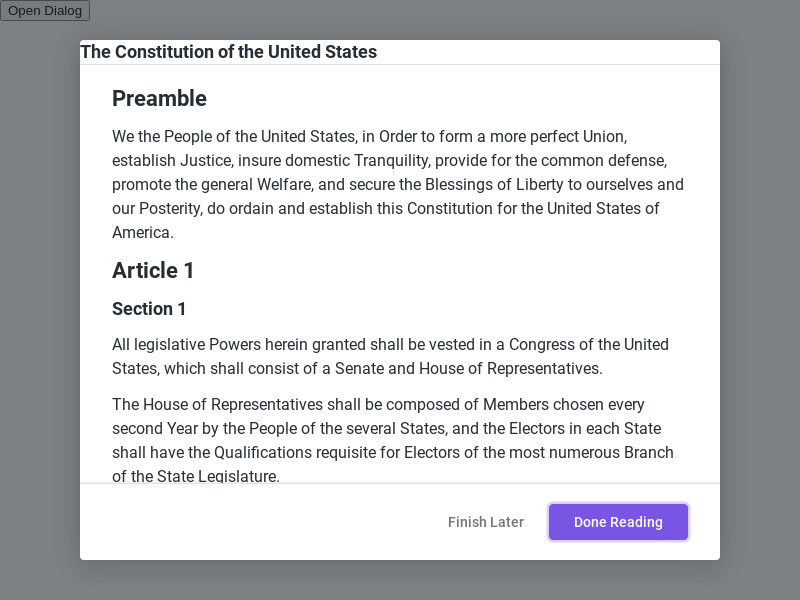 Open Dialog
The Constitution of the United States
Preamble
We the People of the United States, in Order to form a more perfect Union,
establish Justice, insure domestic Tranquility, provide for the common defense,
promote the general Welfare, and secure the Blessings of Liberty to ourselves and
our Posterity, do ordain and establish this Constitution for the United States of
America.
Article 1
Section 1
All legislative Powers herein granted shall be vested in a Congress of the United
States, which shall consist of a Senate and House of Representatives.
The House of Representatives shall be composed of Members chosen every
second Year by the People of the several States, and the Electors in each State
shall have the Qualifications requisite for Electors of the most numerous Branch
of the State Legislature.
Finish Later
Done Reading